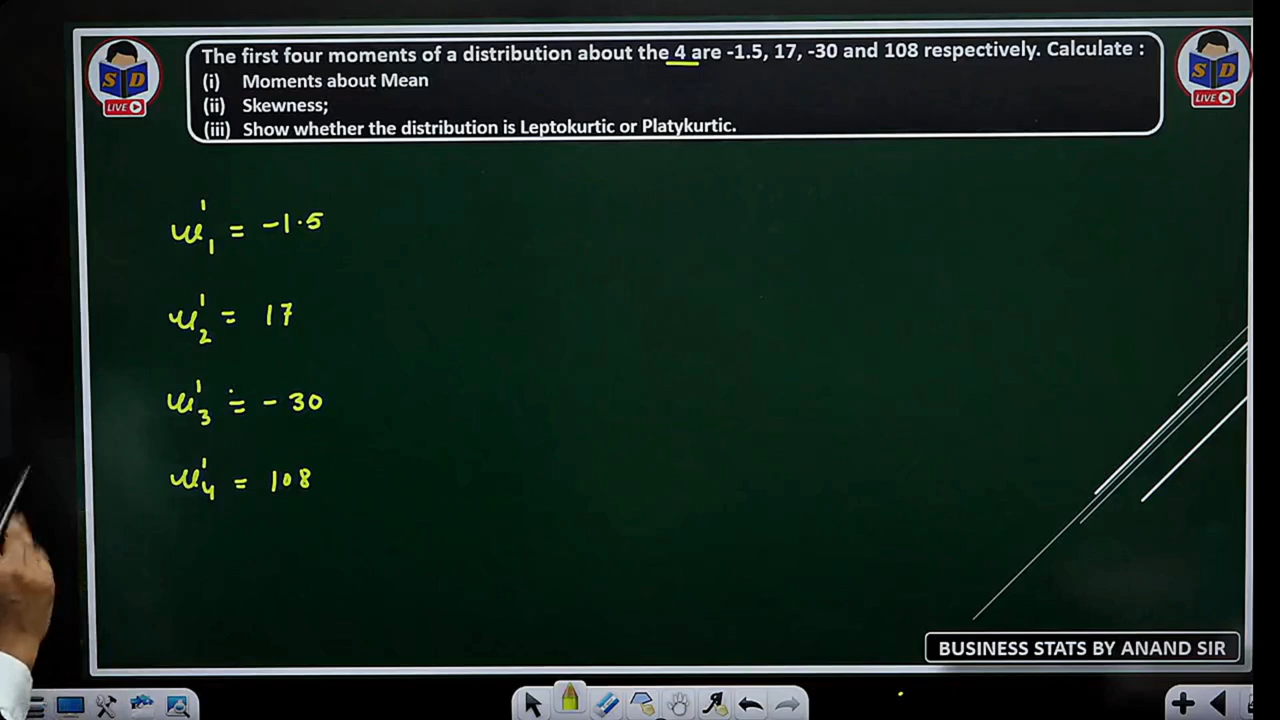 The first four moments of a distribution about the 4 are -1.5, 17, -30 and 108 respectively. Calculate :
(i) Moments about Mean
(ii) Skewness;
(iii) Show whether the distribution is Leptokurtic or Platykurtic.
S D
LIVE
S D
LIVE
μ'₁ = -1.5
μ'₂ = 17
μ'₃ = - 30
μ'₄ = 108
BUSINESS STATS BY ANAND SIR